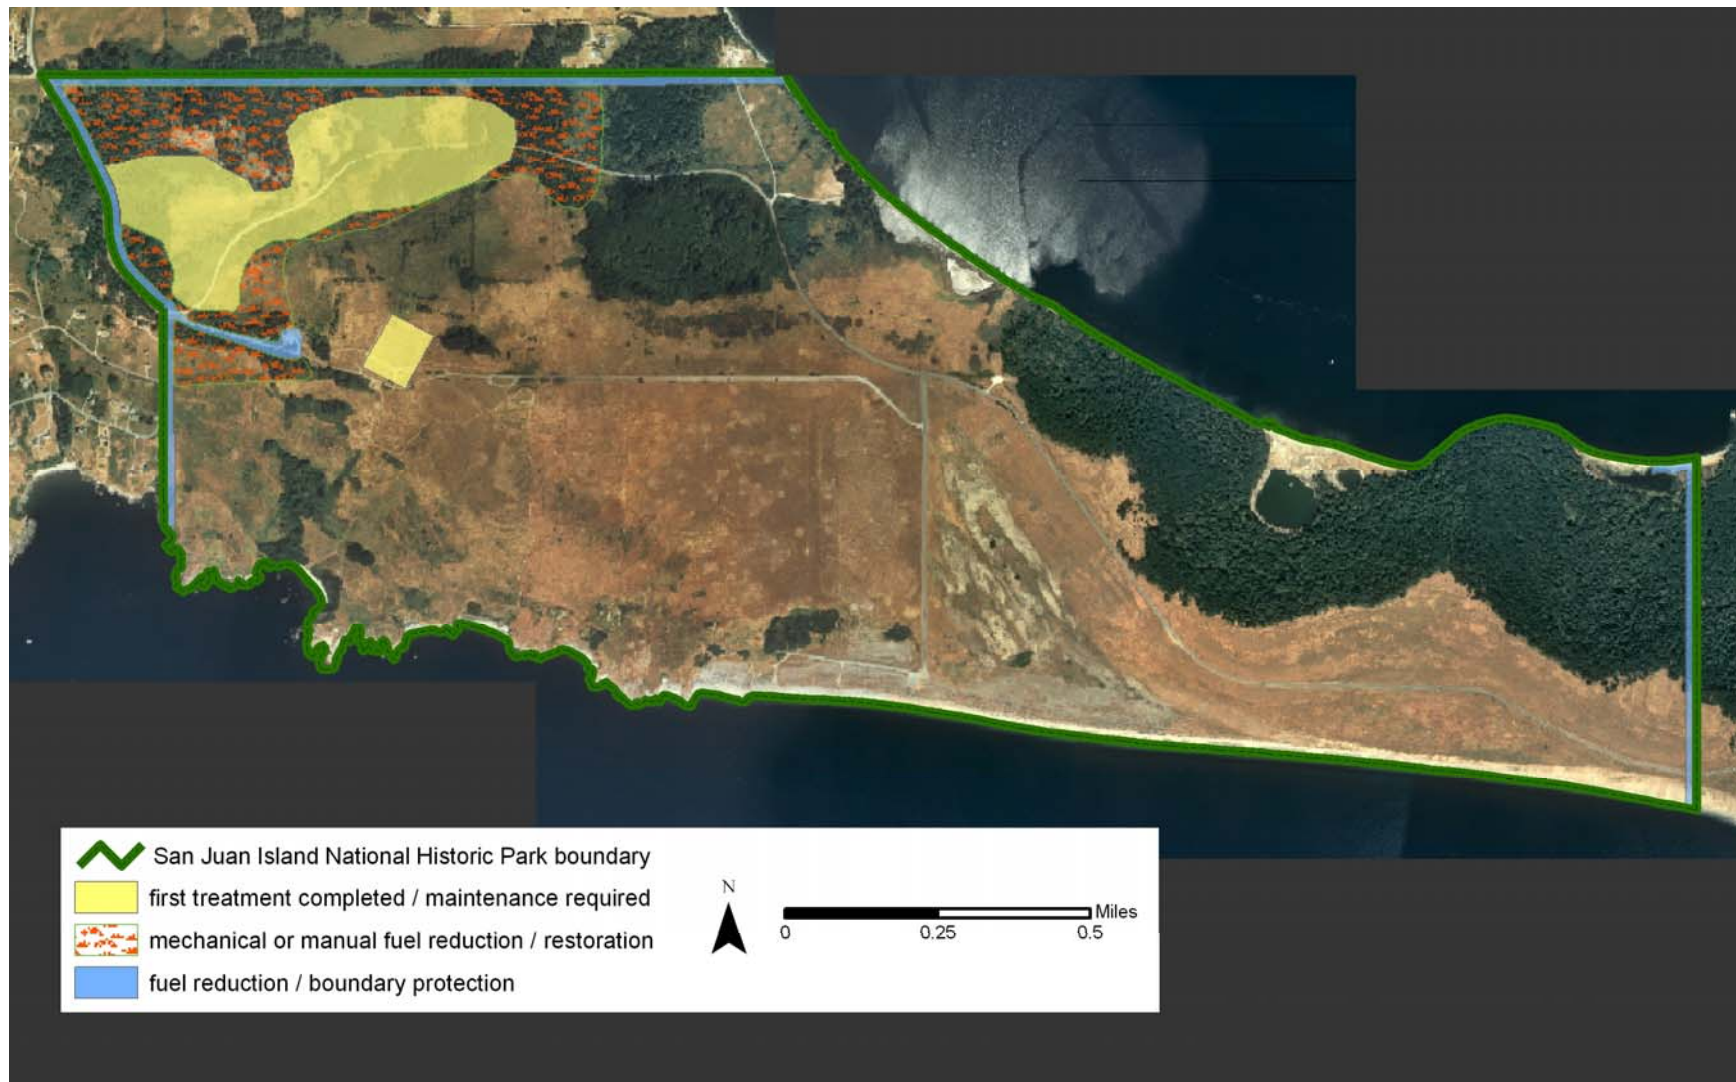 San Juan Island National Historic Park boundary
first treatment completed / maintenance required
mechanical or manual fuel reduction / restoration
fuel reduction / boundary protection
N
Miles
0 0.25 0.5